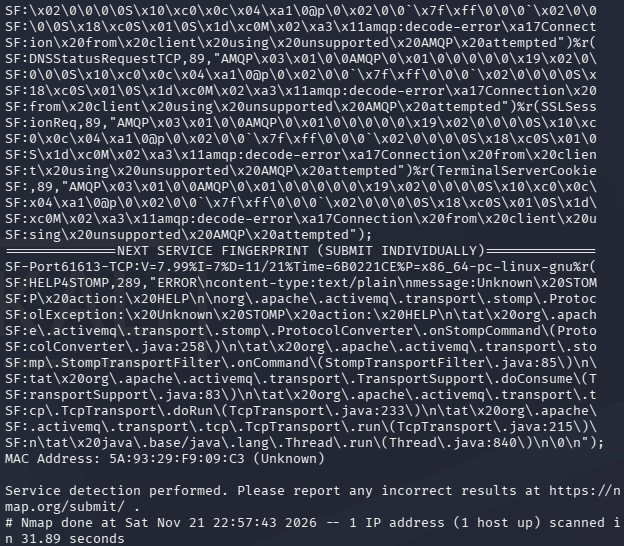 SF:\x02\0\0\0\0S\x10\xc0\x0c\x04\xa1\0@p\0\x02\0\0`\x7f\xff\0\0\0`\x02\0\0
SF:\0\0S\x18\xc0S\x01\0S\x1d\xc0M\x02\xa3\x11amqp:decode-error\xa17Connect
SF:ion\x20from\x20client\x20using\x20unsupported\x20AMQP\x20attempted")%r(
SF:DNSStatusRequestTCP,89,"AMQP\x03\x01\0\0AMQP\0\x01\0\0\0\0\0\x19\x02\0\
SF:0\0\0S\x10\xc0\x0c\x04\xa1\0@p\0\x02\0\0`\x7f\xff\0\0\0`\x02\0\0\0\0S\x
SF:18\xc0S\x01\0S\x1d\xc0M\x02\xa3\x11amqp:decode-error\xa17Connection\x20
SF:from\x20client\x20using\x20unsupported\x20AMQP\x20attempted")%r(SSLSess
SF:ionReq,89,"AMQP\x03\x01\0\0AMQP\0\x01\0\0\0\0\0\x19\x02\0\0\0\0S\x10\xc
SF:0\x0c\x04\xa1\0@p\0\x02\0\0`\x7f\xff\0\0\0`\x02\0\0\0\0S\x18\xc0S\x01\0
SF:S\x1d\xc0M\x02\xa3\x11amqp:decode-error\xa17Connection\x20from\x20clien
SF:t\x20using\x20unsupported\x20AMQP\x20attempted")%r(TerminalServerCookie
SF:,89,"AMQP\x03\x01\0\0AMQP\0\x01\0\0\0\0\0\x19\x02\0\0\0\0S\x10\xc0\x0c\
SF:x04\xa1\0@p\0\x02\0\0`\x7f\xff\0\0\0`\x02\0\0\0\0S\x18\xc0S\x01\0S\x1d\
SF:xc0M\x02\xa3\x11amqp:decode-error\xa17Connection\x20from\x20client\x20u
SF:sing\x20unsupported\x20AMQP\x20attempted");
==============NEXT SERVICE FINGERPRINT (SUBMIT INDIVIDUALLY)==============
SF-Port61613-TCP:V=7.99%I=7%D=11/21%Time=6B0221CE%P=x86_64-pc-linux-gnu%r(
SF:HELP4STOMP,289,"ERROR\ncontent-type:text/plain\nmessage:Unknown\x20STOM
SF:P\x20action:\x20HELP\n\norg\.apache\.activemq\.transport\.stomp\.Protoc
SF:olException:\x20Unknown\x20STOMP\x20action:\x20HELP\n\tat\x20org\.apach
SF:e\.activemq\.transport\.stomp\.ProtocolConverter\.onStompCommand\(Proto
SF:colConverter\.java:258\)\n\tat\x20org\.apache\.activemq\.transport\.sto
SF:mp\.StompTransportFilter\.onCommand\(StompTransportFilter\.java:85\)\n\
SF:tat\x20org\.apache\.activemq\.transport\.TransportSupport\.doConsume\(T
SF:ransportSupport\.java:83\)\n\tat\x20org\.apache\.activemq\.transport\.t
SF:cp\.TcpTransport\.doRun\(TcpTransport\.java:233\)\n\tat\x20org\.apache\
SF:.activemq\.transport\.tcp\.TcpTransport\.run\(TcpTransport\.java:215\)\
SF:n\tat\x20java\.base/java\.lang\.Thread\.run\(Thread\.java:840\)\n\0\n");
MAC Address: 5A:93:29:F9:09:C3 (Unknown)
Service detection performed. Please report any incorrect results at https://n
map.org/submit/ .
# Nmap done at Sat Nov 21 22:57:43 2026 -- 1 IP address (1 host up) scanned i
n 31.89 seconds